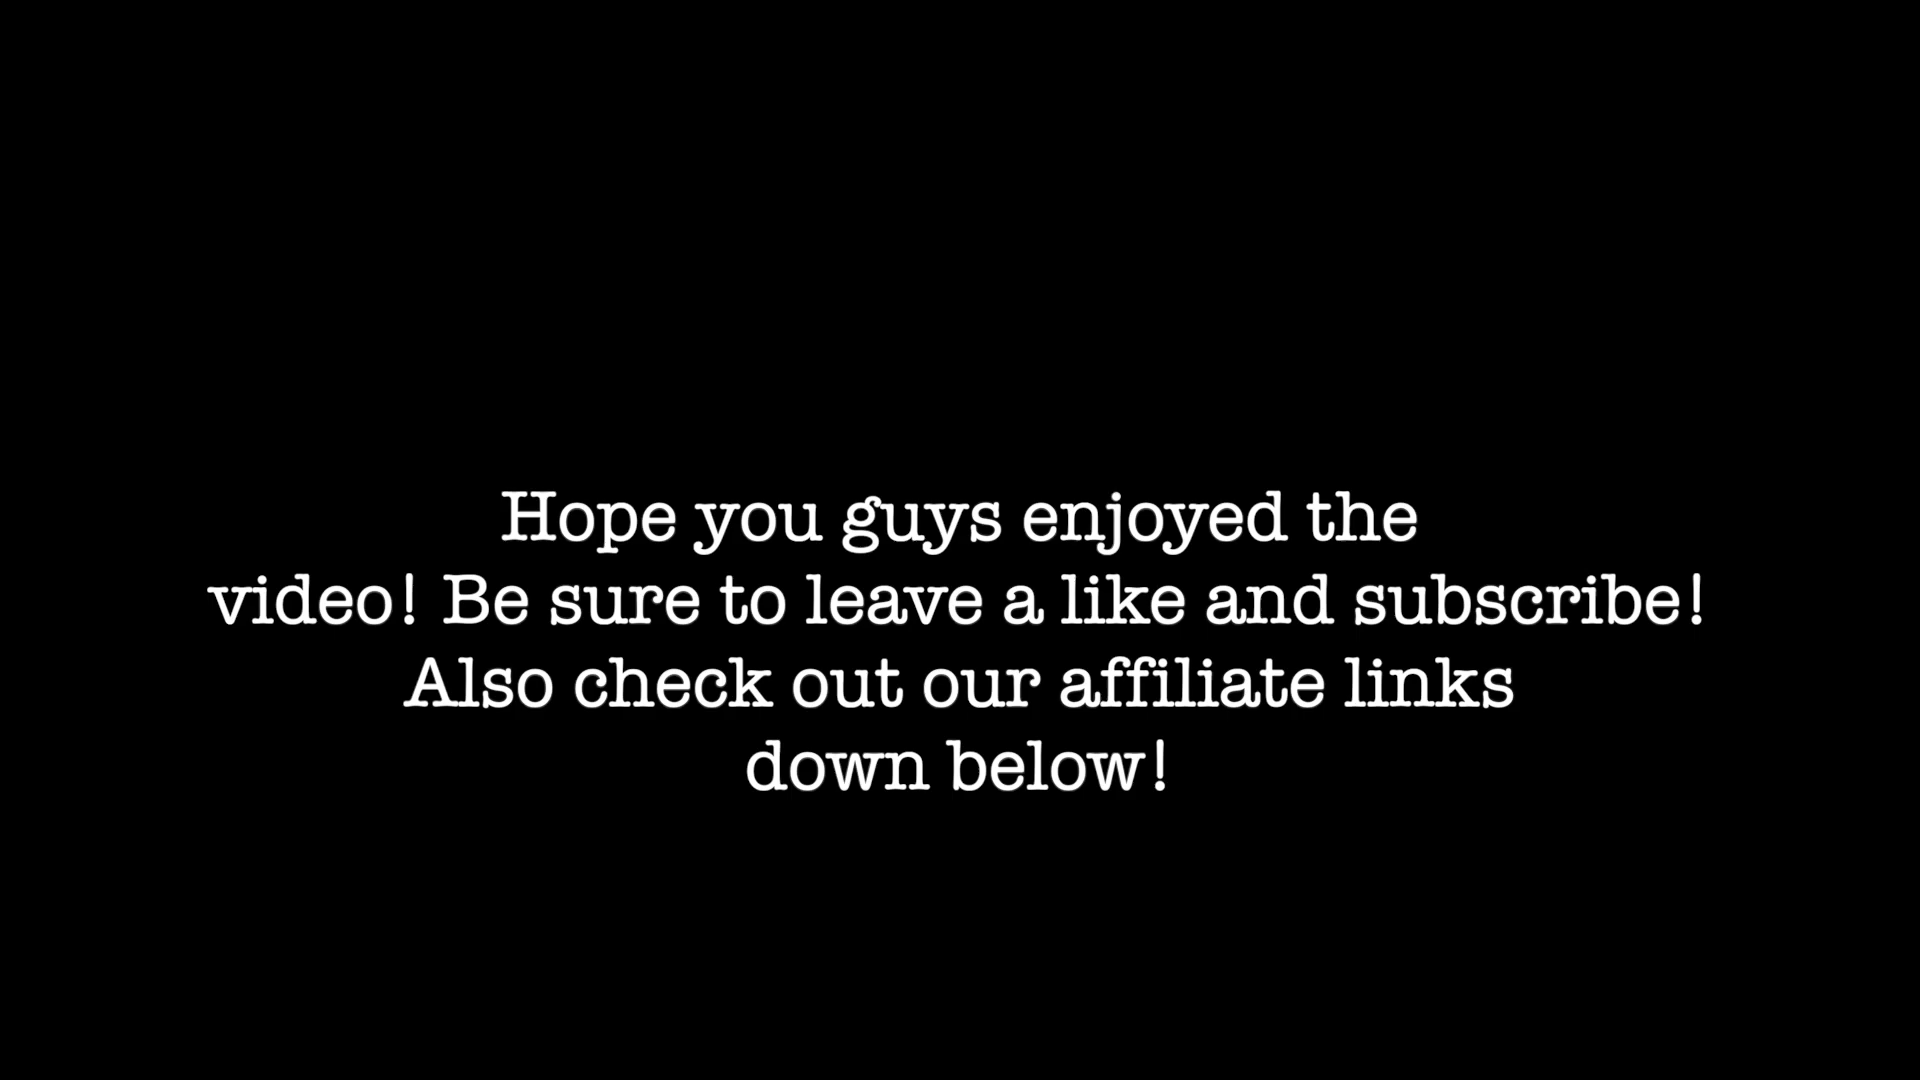 Hope you guys enjoyed the
video! Be sure to leave a like and subscribe!
Also check out our affiliate links
down below!